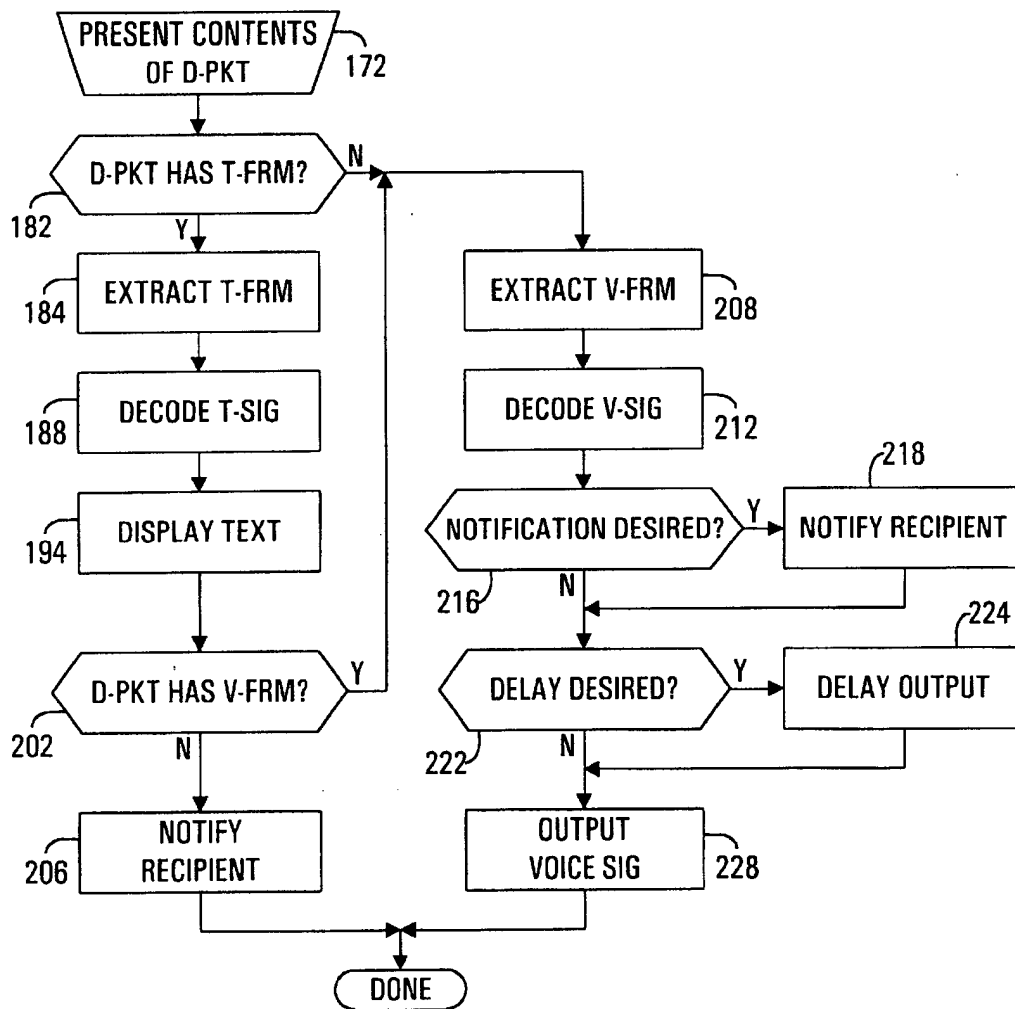 PRESENT CONTENTS
OF D-PKT
172
D-PKT HAS T-FRM?
N
182
Y
EXTRACT T-FRM
184
EXTRACT V-FRM
208
DECODE T-SIG
188
DECODE V-SIG
212
DISPLAY TEXT
194
NOTIFICATION DESIRED?
Y
216
N
218
NOTIFY RECIPIENT
D-PKT HAS V-FRM?
Y
202
N
DELAY DESIRED?
Y
222
N
224
DELAY OUTPUT
NOTIFY
RECIPIENT
206
OUTPUT
VOICE SIG
228
DONE